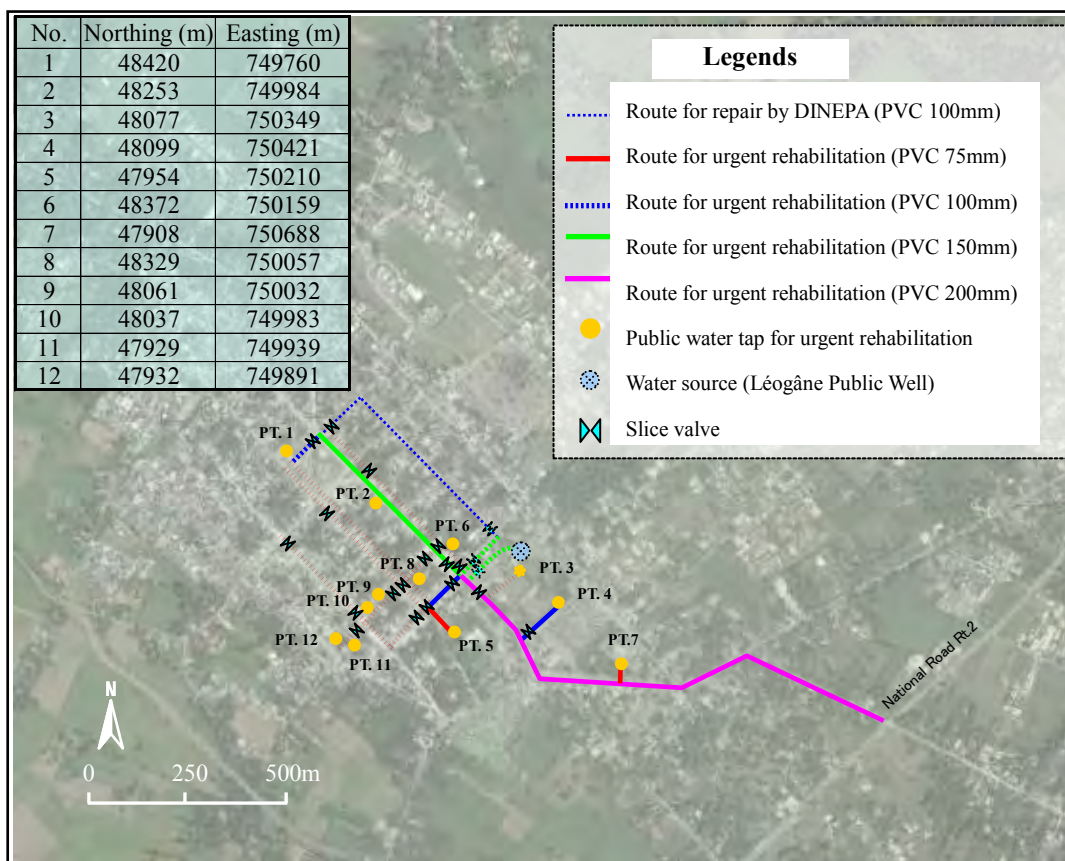 No. Northing (m) Easting (m)
1 48420 749760
2 48253 749984
3 48077 750349
4 48099 750421
5 47954 750210
6 48372 750159
7 47908 750688
8 48329 750057
9 48061 750032
10 48037 749983
11 47929 749939
12 47932 749891
Legends
Route for repair by DINEPA (PVC 100mm)
Route for urgent rehabilitation (PVC 75mm)
Route for urgent rehabilitation (PVC 100mm)
Route for urgent rehabilitation (PVC 150mm)
Route for urgent rehabilitation (PVC 200mm)
Public water tap for urgent rehabilitation
Water source (Léogâne Public Well)
Slice valve
PT. 1
PT. 2
PT. 6
PT. 8
PT. 3
PT. 9
PT. 4
PT. 10
PT. 12
PT. 5
PT.7
PT. 11
National Road Rt.2
N
0 250 500m